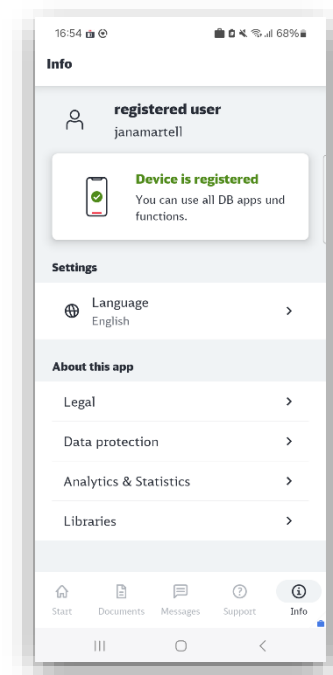 16:54 68%
Info
registered user
janamartell
Device is registered
You can use all DB apps und
functions.
Settings
Language
English
About this app
Legal
Data protection
Analytics & Statistics
Libraries
Start Documents Messages Support Info